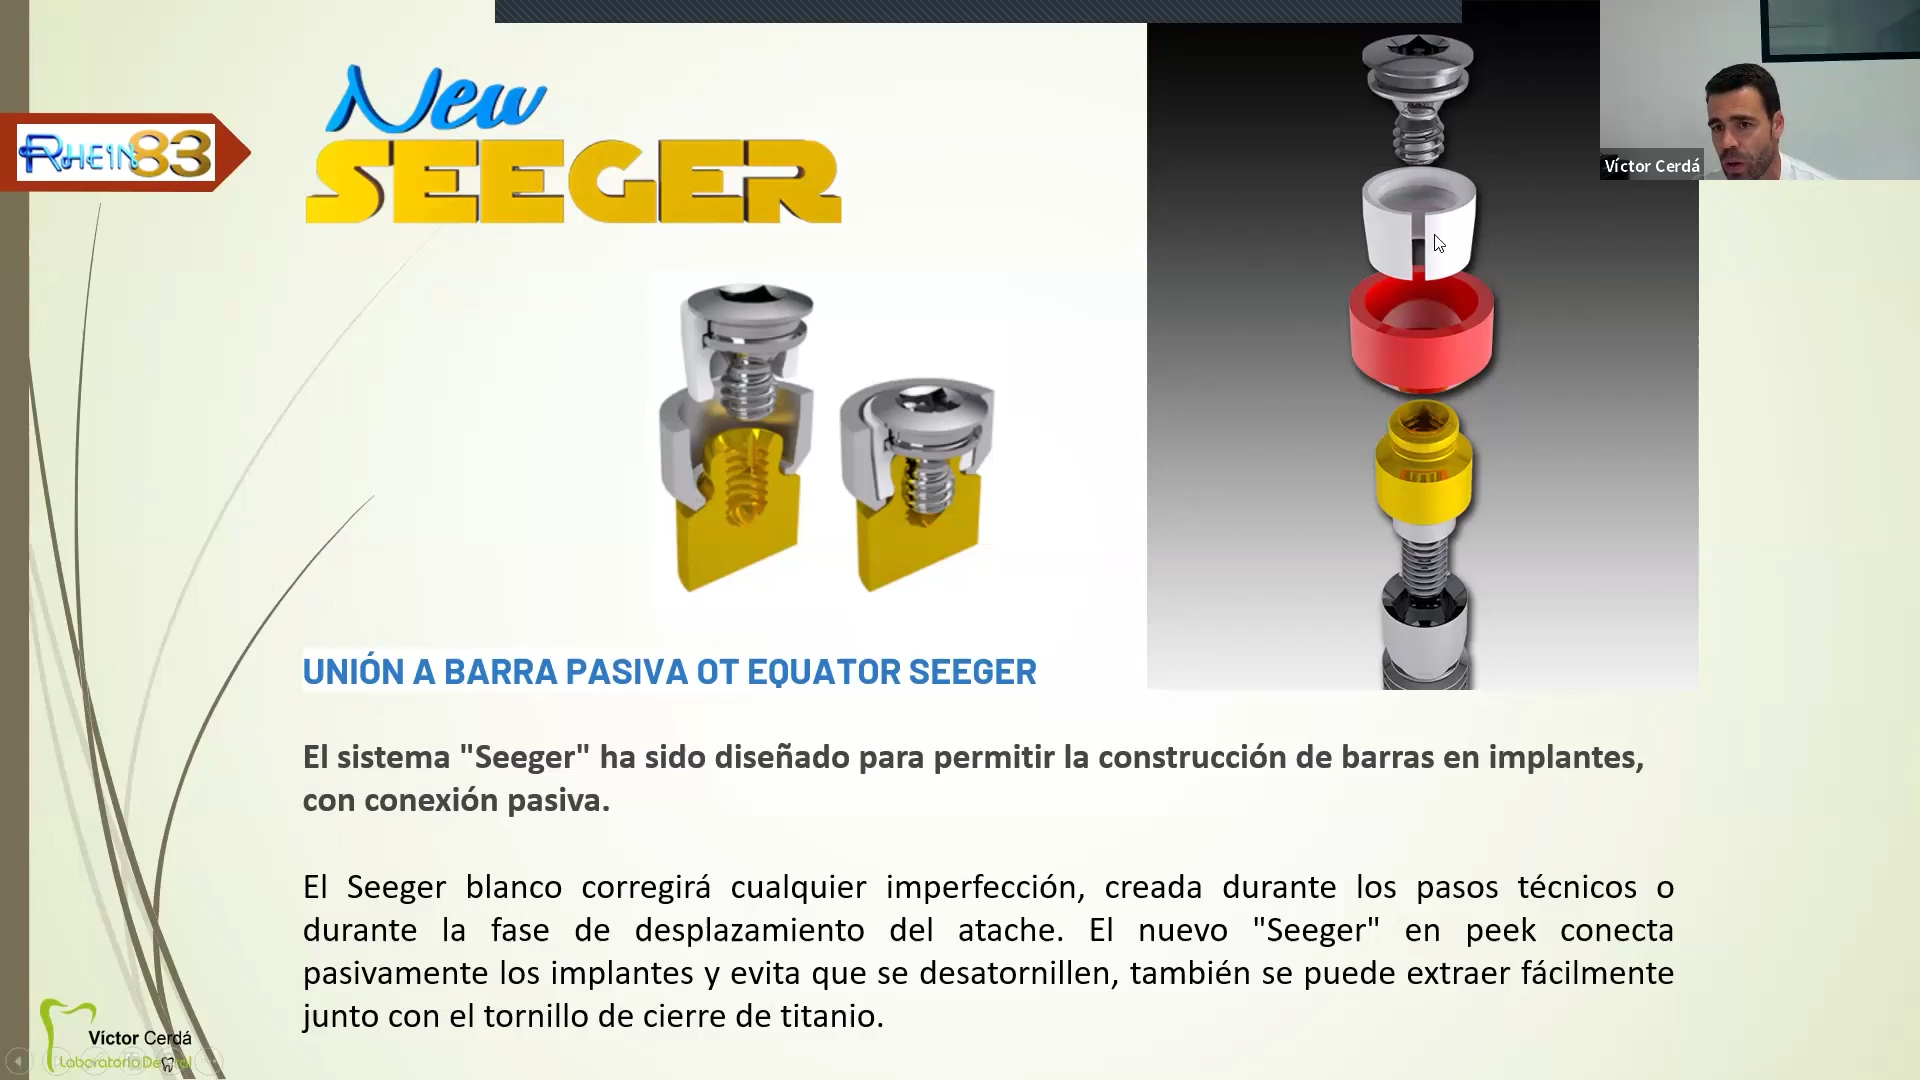 New
SEEGER
RHEIN83
Víctor Cerdá
UNIÓN A BARRA PASIVA OT EQUATOR SEEGER
El sistema "Seeger" ha sido diseñado para permitir la construcción de barras en implantes,
con conexión pasiva.
El Seeger blanco corregirá cualquier imperfección, creada durante los pasos técnicos o
durante la fase de desplazamiento del atache. El nuevo "Seeger" en peek conecta
pasivamente los implantes y evita que se desatornillen, también se puede extraer fácilmente
junto con el tornillo de cierre de titanio.
Víctor Cerdá
Laboratorio Dental